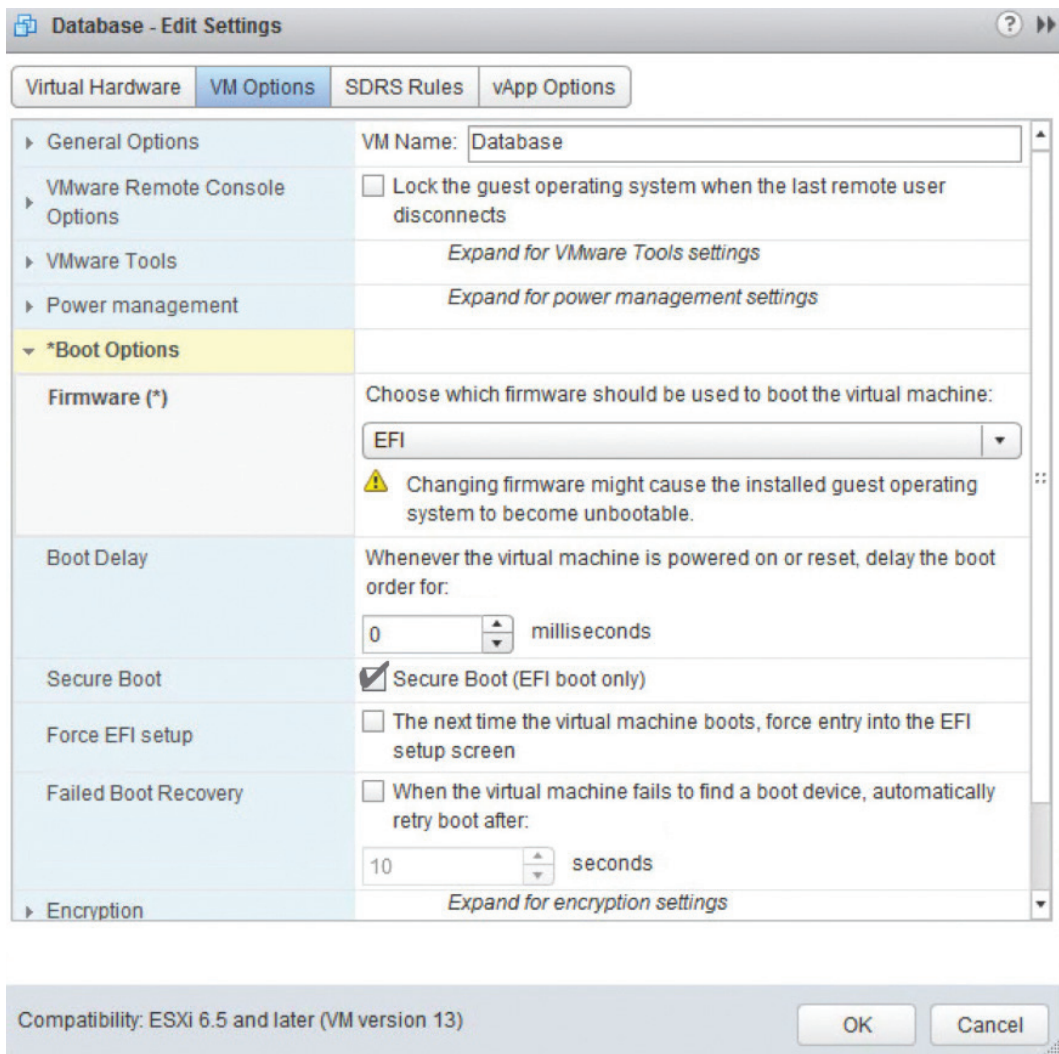 Database - Edit Settings
Virtual Hardware
VM Options
SDRS Rules
vApp Options
General Options
VM Name:
Database
VMware Remote Console
Options
Lock the guest operating system when the last remote user
disconnects
VMware Tools
Expand for VMware Tools settings
Power management
Expand for power management settings
*Boot Options
Firmware (*)
Choose which firmware should be used to boot the virtual machine:
EFI
Changing firmware might cause the installed guest operating
system to become unbootable.
Boot Delay
Whenever the virtual machine is powered on or reset, delay the boot
order for:
0 milliseconds
Secure Boot
Secure Boot (EFI boot only)
Force EFI setup
The next time the virtual machine boots, force entry into the EFI
setup screen
Failed Boot Recovery
When the virtual machine fails to find a boot device, automatically
retry boot after:
10 seconds
Encryption
Expand for encryption settings
Compatibility: ESXi 6.5 and later (VM version 13)
OK
Cancel